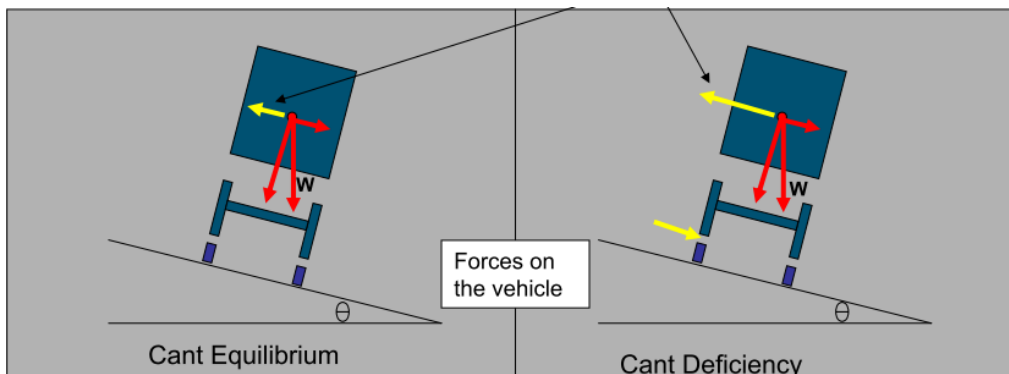 W
W
Forces on
the vehicle
θ
θ
Cant Equilibrium
Cant Deficiency